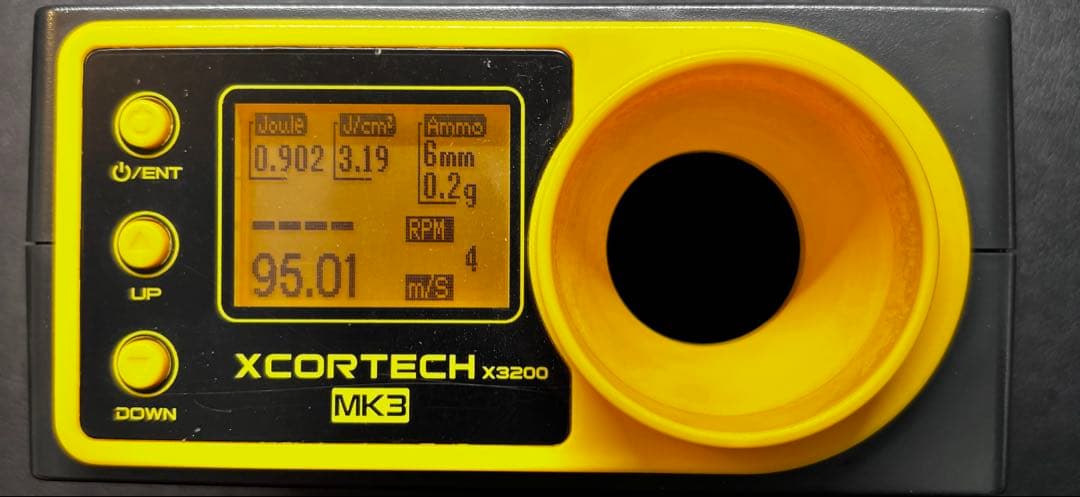 Joule J/cm² Ammo
0.902 3.19 6mm
0.2g
---- RPM
4
95.01 m/S
⏻/ENT
UP
DOWN
XCORTECH X3200
MK3